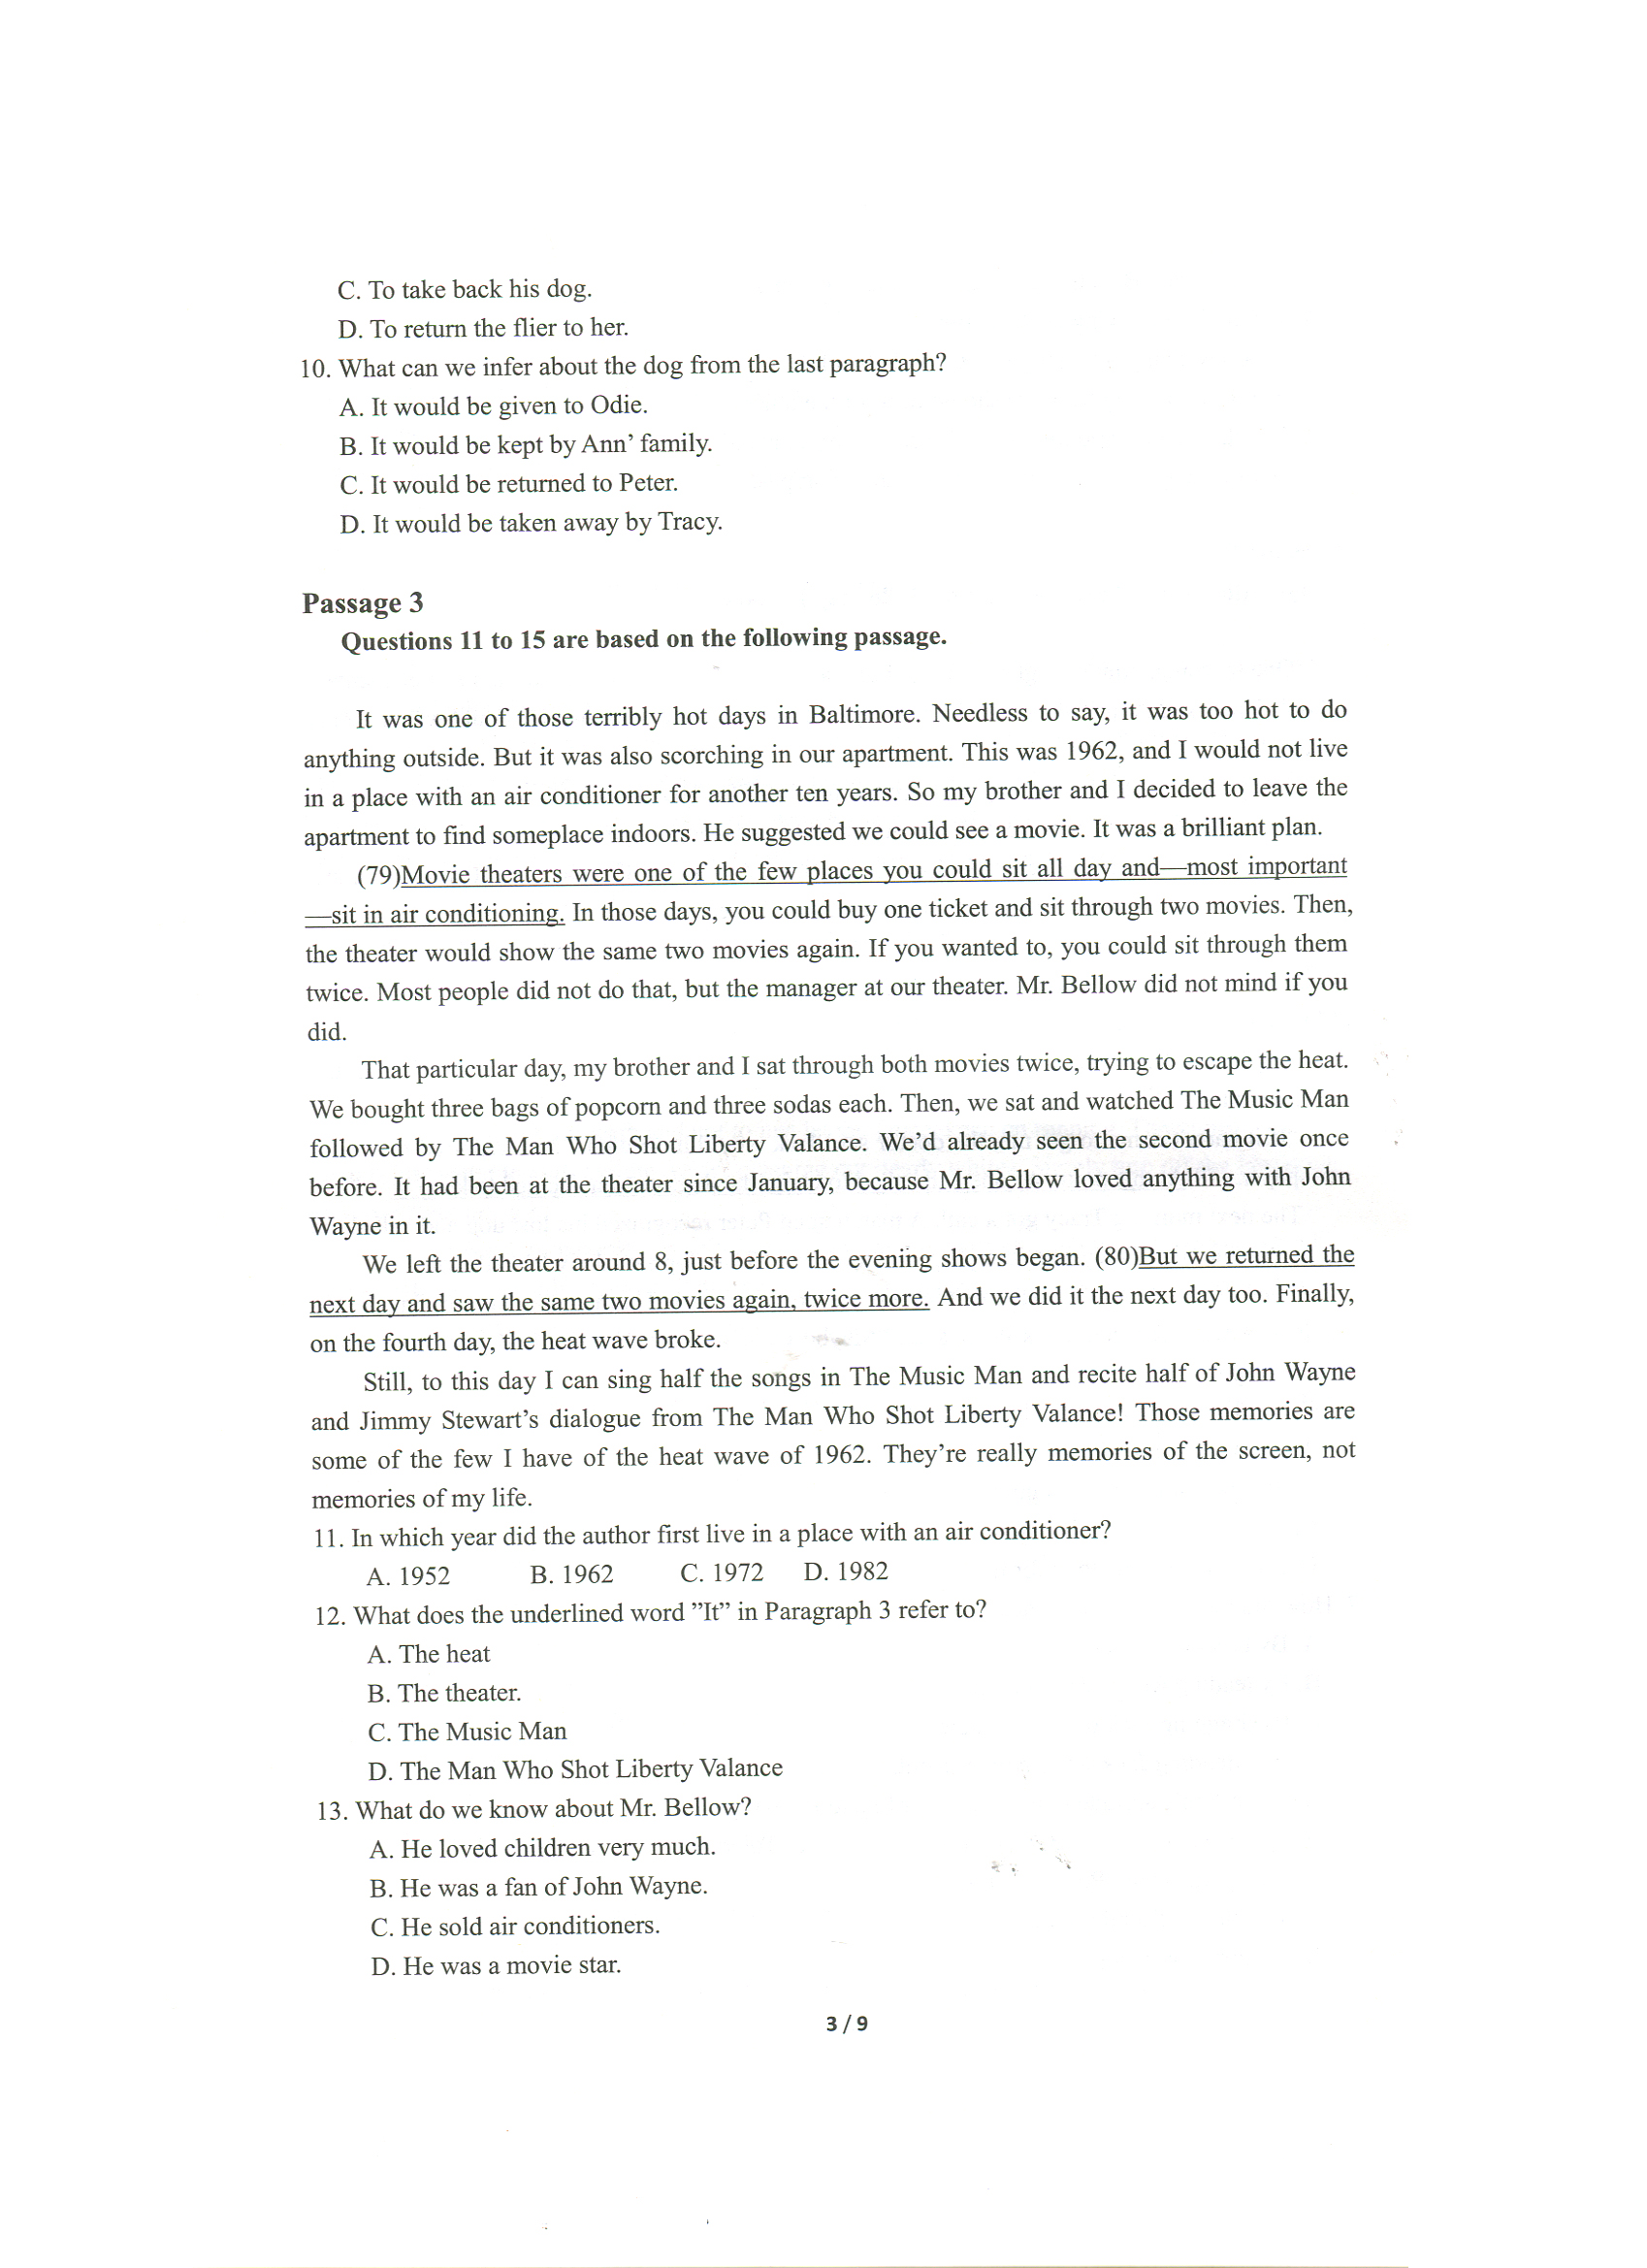 C. To take back his dog.
D. To return the flier to her.
10. What can we infer about the dog from the last paragraph?
A. It would be given to Odie.
B. It would be kept by Ann’ family.
C. It would be returned to Peter.
D. It would be taken away by Tracy.
Passage 3
Questions 11 to 15 are based on the following passage.
It was one of those terribly hot days in Baltimore. Needless to say, it was too hot to do
anything outside. But it was also scorching in our apartment. This was 1962, and I would not live
in a place with an air conditioner for another ten years. So my brother and I decided to leave the
apartment to find someplace indoors. He suggested we could see a movie. It was a brilliant plan.
(79)Movie theaters were one of the few places you could sit all day and—most important
—sit in air conditioning. In those days, you could buy one ticket and sit through two movies. Then,
the theater would show the same two movies again. If you wanted to, you could sit through them
twice. Most people did not do that, but the manager at our theater. Mr. Bellow did not mind if you
did.
That particular day, my brother and I sat through both movies twice, trying to escape the heat.
We bought three bags of popcorn and three sodas each. Then, we sat and watched The Music Man
followed by The Man Who Shot Liberty Valance. We’d already seen the second movie once
before. It had been at the theater since January, because Mr. Bellow loved anything with John
Wayne in it.
We left the theater around 8, just before the evening shows began. (80)But we returned the
next day and saw the same two movies again, twice more. And we did it the next day too. Finally,
on the fourth day, the heat wave broke.
Still, to this day I can sing half the songs in The Music Man and recite half of John Wayne
and Jimmy Stewart’s dialogue from The Man Who Shot Liberty Valance! Those memories are
some of the few I have of the heat wave of 1962. They’re really memories of the screen, not
memories of my life.
11. In which year did the author first live in a place with an air conditioner?
A. 1952 B. 1962 C. 1972 D. 1982
12. What does the underlined word ”It” in Paragraph 3 refer to?
A. The heat
B. The theater.
C. The Music Man
D. The Man Who Shot Liberty Valance
13. What do we know about Mr. Bellow?
A. He loved children very much.
B. He was a fan of John Wayne.
C. He sold air conditioners.
D. He was a movie star.
3 / 9